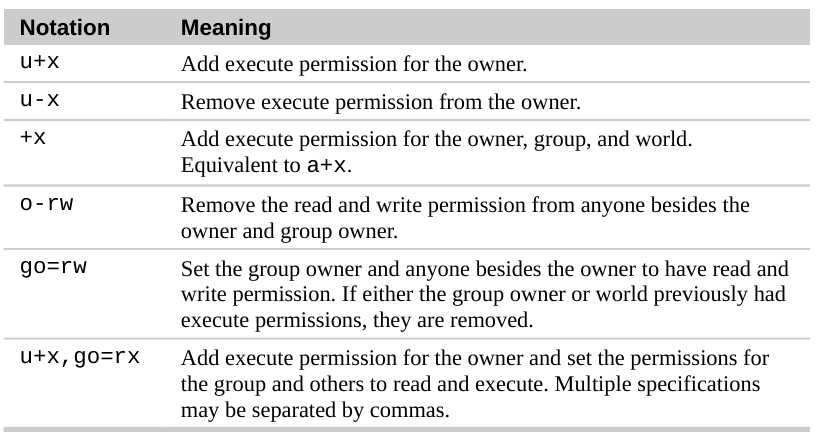 Notation Meaning
u+x Add execute permission for the owner.
u-x Remove execute permission from the owner.
+x Add execute permission for the owner, group, and world.
Equivalent to a+x.
o-rw Remove the read and write permission from anyone besides the
owner and group owner.
go=rw Set the group owner and anyone besides the owner to have read and
write permission. If either the group owner or world previously had
execute permissions, they are removed.
u+x,go=rx Add execute permission for the owner and set the permissions for
the group and others to read and execute. Multiple specifications
may be separated by commas.